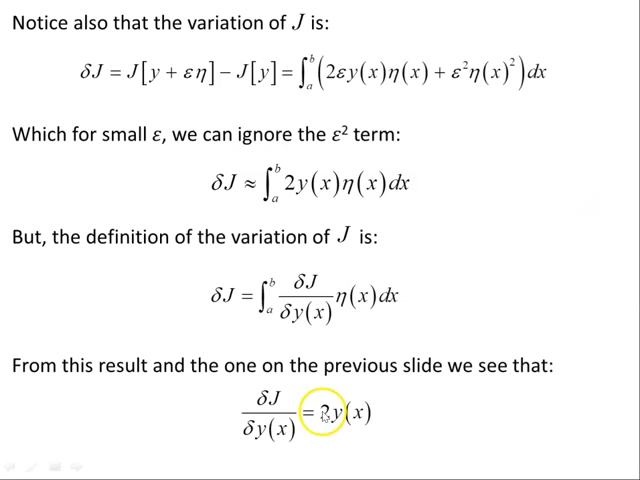 Notice also that the variation of J is:
δJ = J[y + εη] − J[y] = ∫_a^b (2εy(x)η(x) + ε²η(x)²)dx
Which for small ε, we can ignore the ε² term:
δJ ≈ ∫_a^b 2y(x)η(x)dx
But, the definition of the variation of J is:
δJ = ∫_a^b δJ/δy(x) η(x)dx
From this result and the one on the previous slide we see that:
δJ/δy(x) = 2y(x)